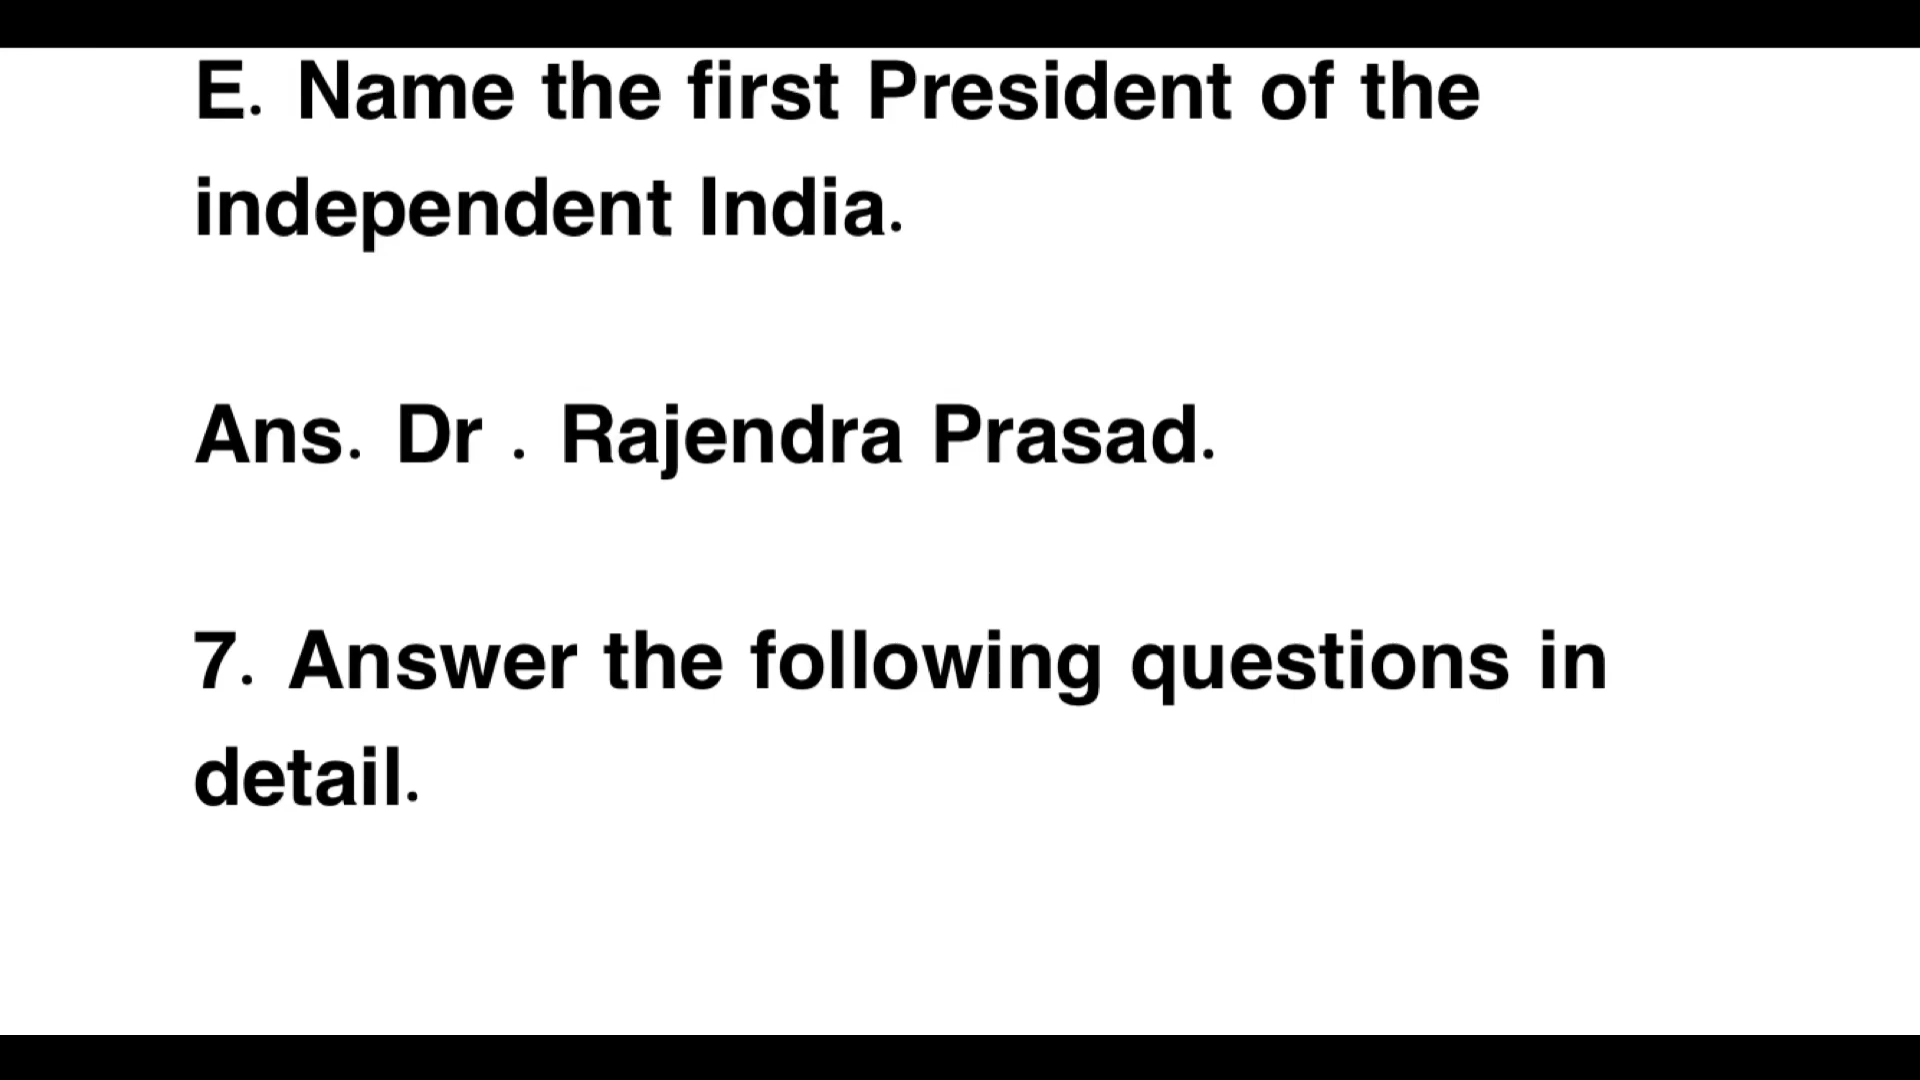 E. Name the first President of the
independent India.
Ans. Dr . Rajendra Prasad.
7. Answer the following questions in
detail.